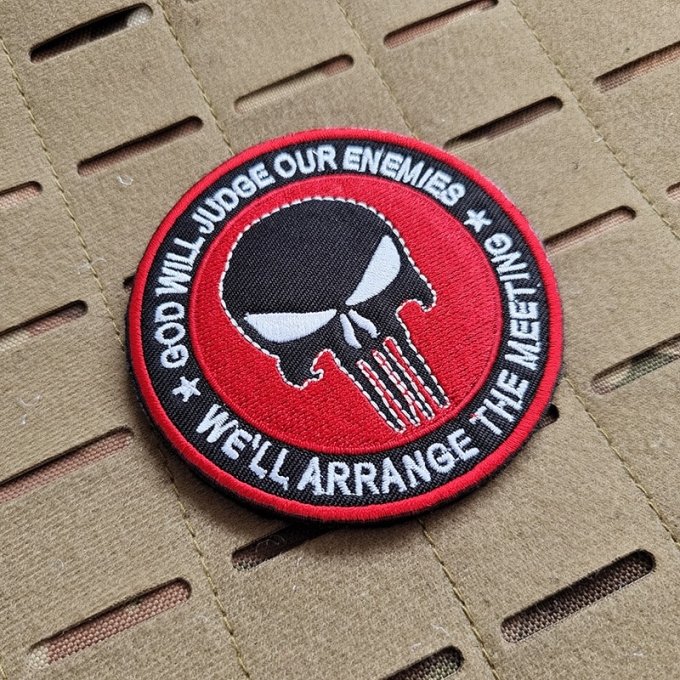 GOD WILL JUDGE OUR ENEMIES
WE'LL ARRANGE THE MEETING